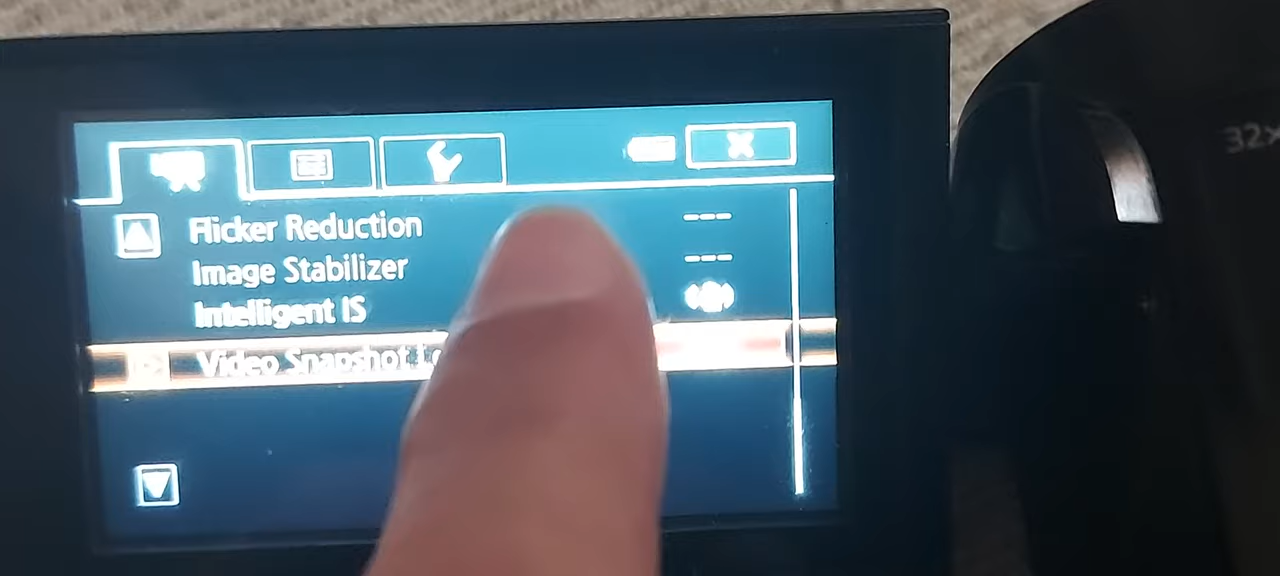 Flicker Reduction ---
Image Stabilizer ---
Intelligent IS
Video Snapshot
32x